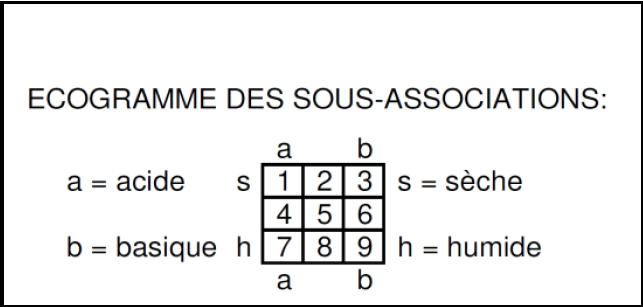 ECOGRAMME DES SOUS-ASSOCIATIONS:
a b
a = acide s 1 2 3 s = sèche
4 5 6
b = basique h 7 8 9 h = humide
a b